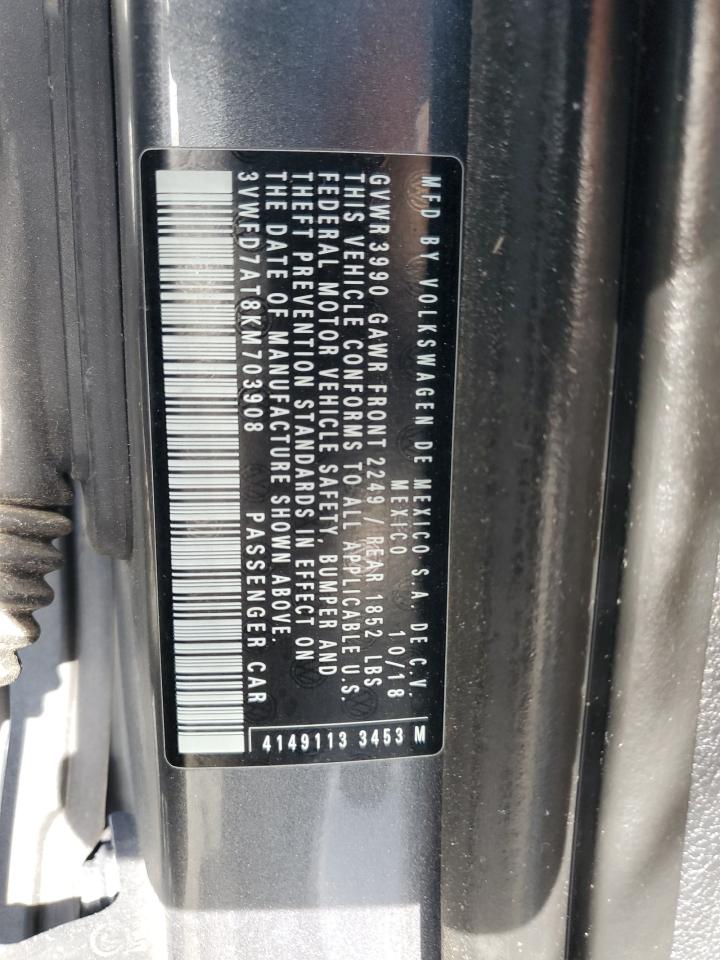 MFD BY VOLKSWAGEN DE MEXICO S.A. DE C.V.
MEXICO 10/18
GVWR 3990 GAWR FRONT 2249 / REAR 1852 LBS
THIS VEHICLE CONFORMS TO ALL APPLICABLE U.S.
FEDERAL MOTOR VEHICLE SAFETY, BUMPER AND
THEFT PREVENTION STANDARDS IN EFFECT ON
THE DATE OF MANUFACTURE SHOWN ABOVE.
3VWFD7AT8KM703908 PASSENGER CAR
4149113 3453 M